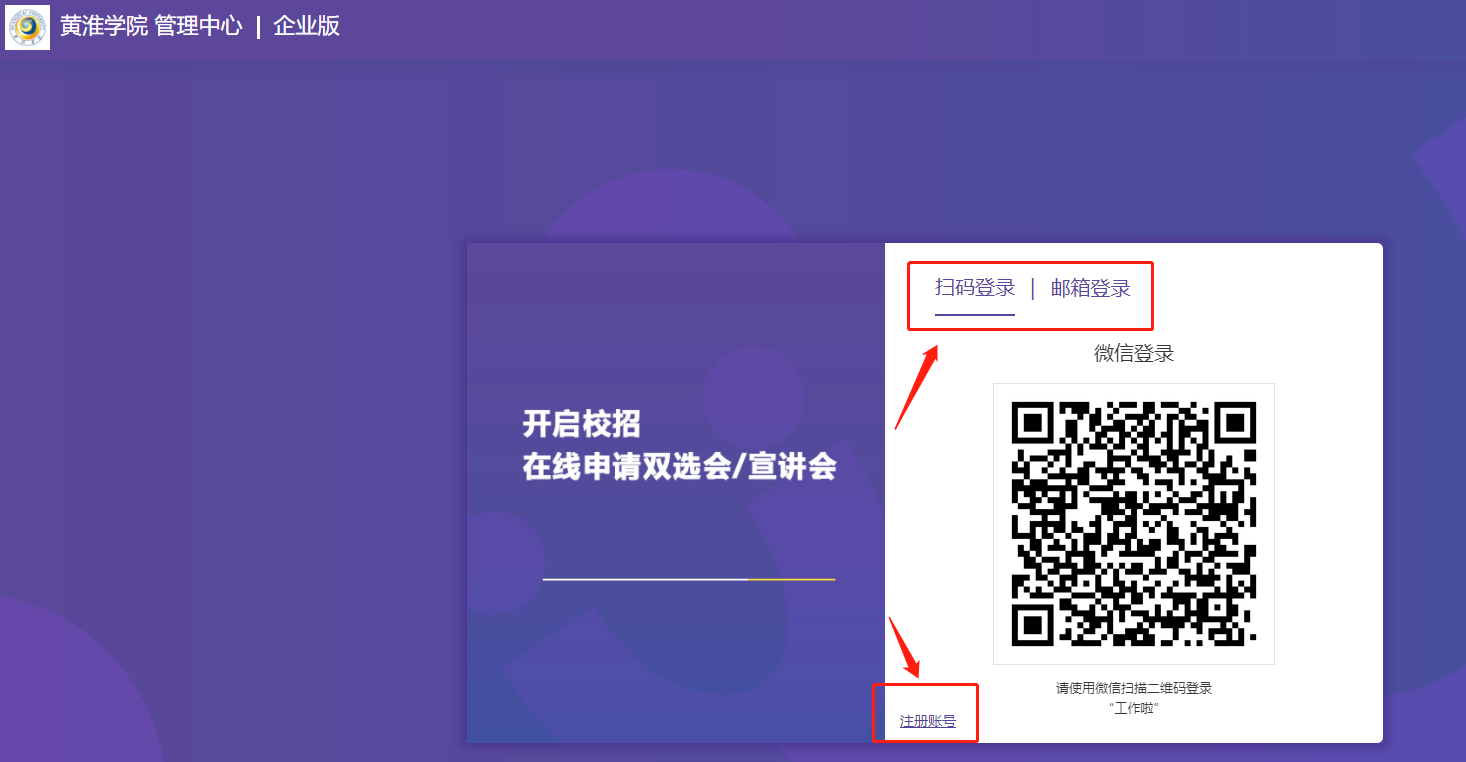 黄淮学院 管理中心 | 企业版
扫码登录 | 邮箱登录
微信登录
开启校招
在线申请双选会/宣讲会
请使用微信扫描二维码登录
“工作啦”
注册账号